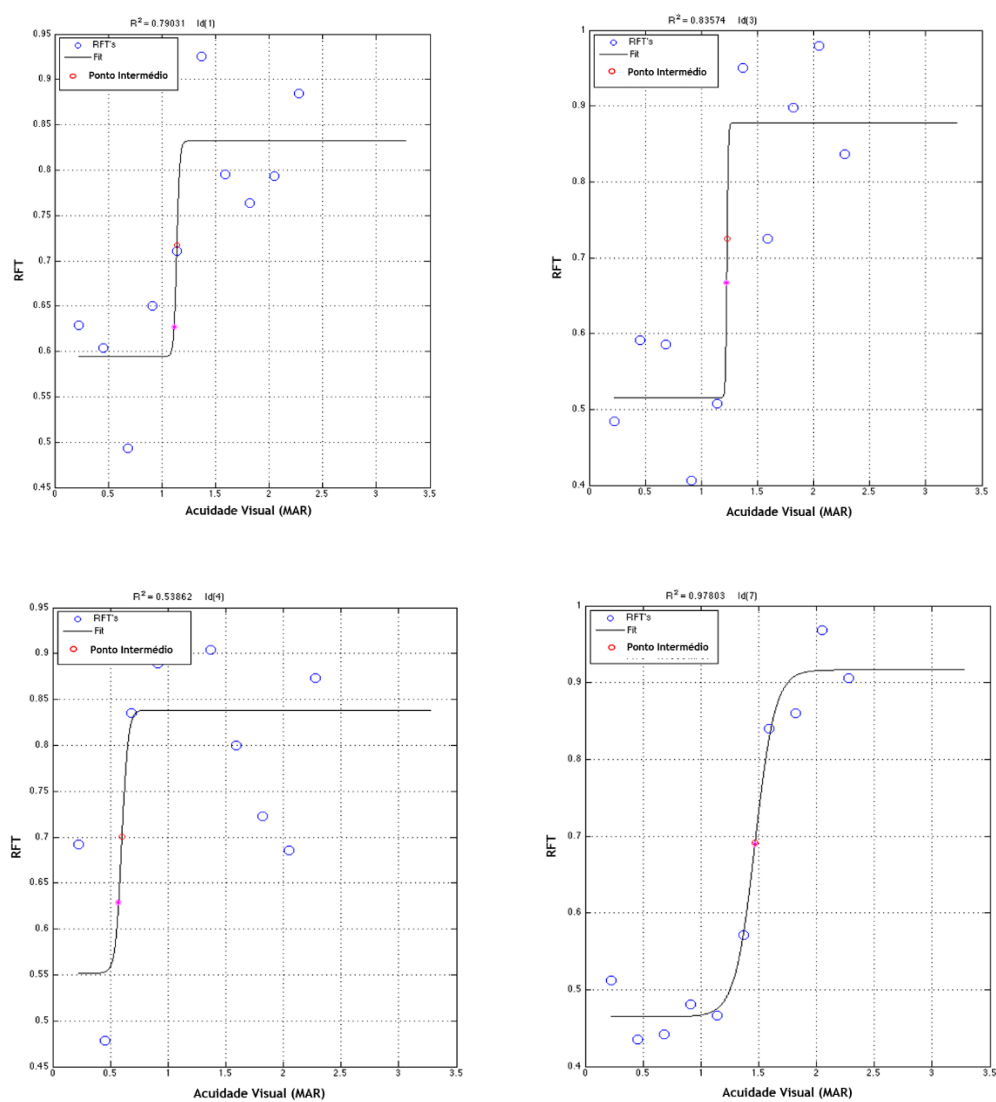 R² = 0.79031 Id(1)
0.95
0.9
0.85
0.8
0.75
0.7
0.65
0.6
0.55
0.5
0.45
RFT's
Fit
Ponto Intermédio
RFT
0 0.5 1 1.5 2 2.5 3 3.5
Acuidade Visual (MAR)
R² = 0.83574 Id(3)
1
0.9
0.8
0.7
0.6
0.5
0.4
RFT's
Fit
Ponto Intermédio
RFT
0 0.5 1 1.5 2 2.5 3 3.5
Acuidade Visual (MAR)
R² = 0.53862 Id(4)
0.95
0.9
0.85
0.8
0.75
0.7
0.65
0.6
0.55
0.5
0.45
RFT's
Fit
Ponto Intermédio
RFT
0 0.5 1 1.5 2 2.5 3 3.5
Acuidade Visual (MAR)
R² = 0.97803 Id(7)
1
0.9
0.8
0.7
0.6
0.5
0.4
RFT's
Fit
Ponto Intermédio
RFT
0 0.5 1 1.5 2 2.5 3 3.5
Acuidade Visual (MAR)